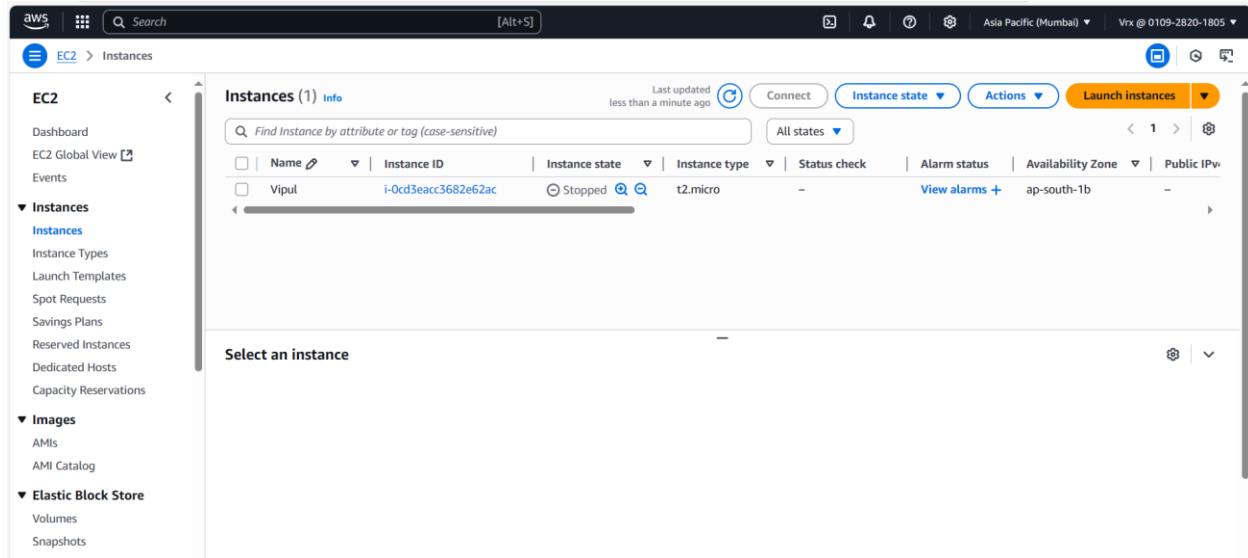 aws Search [Alt+S] Asia Pacific (Mumbai) Vrx @ 0109-2820-1805
EC2 > Instances
EC2
Dashboard
EC2 Global View
Events
Instances
Instances
Instance Types
Launch Templates
Spot Requests
Savings Plans
Reserved Instances
Dedicated Hosts
Capacity Reservations
Images
AMIs
AMI Catalog
Elastic Block Store
Volumes
Snapshots
Instances (1) Info
Last updated
less than a minute ago
Connect Instance state Actions Launch instances
Find Instance by attribute or tag (case-sensitive) All states 1
Name Instance ID Instance state Instance type Status check Alarm status Availability Zone Public IPv
Vipul i-0cd3eacc3682e62ac Stopped t2.micro – View alarms + ap-south-1b –
Select an instance